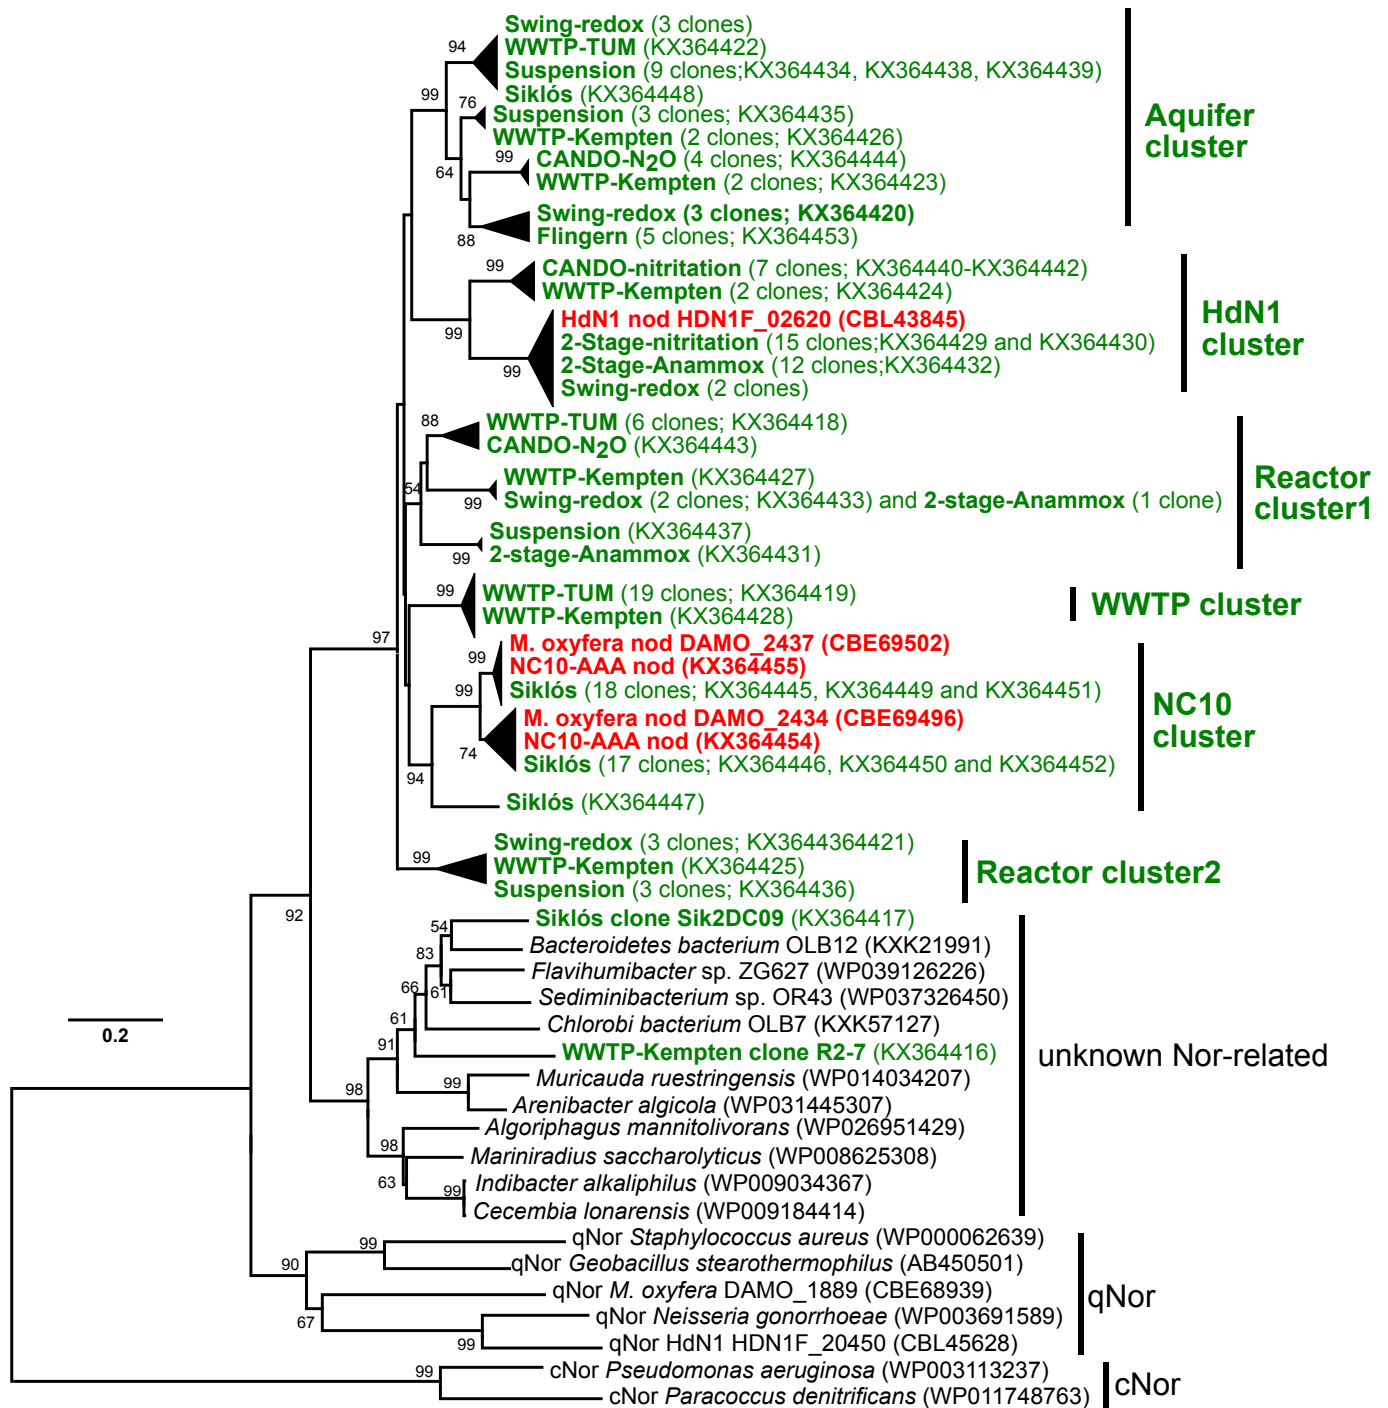 Swing-redox (3 clones)
94
WWTP-TUM (KX364422)
Suspension (9 clones;KX364434, KX364438, KX364439)
99
Siklós (KX364448)
76
Suspension (3 clones; KX364435)
WWTP-Kempten (2 clones; KX364426)
Aquifer
cluster
99
CANDO-N2O (4 clones; KX364444)
64
WWTP-Kempten (2 clones; KX364423)
Swing-redox (3 clones; KX364420)
88
Flingern (5 clones; KX364453)
99
CANDO-nitritation (7 clones; KX364440-KX364442)
WWTP-Kempten (2 clones; KX364424)
HdN1 nod HDN1F_02620 (CBL43845)
99
2-Stage-nitritation (15 clones;KX364429 and KX364430)
99
2-Stage-Anammox (12 clones;KX364432)
Swing-redox (2 clones)
HdN1
cluster
88
WWTP-TUM (6 clones; KX364418)
CANDO-N2O (KX364443)
WWTP-Kempten (KX364427)
54
99
Swing-redox (2 clones; KX364433) and 2-stage-Anammox (1 clone)
Suspension (KX364437)
99
2-stage-Anammox (KX364431)
Reactor
cluster1
99
WWTP-TUM (19 clones; KX364419)
WWTP-Kempten (KX364428)
WWTP cluster
97
M. oxyfera nod DAMO_2437 (CBE69502)
99
NC10-AAA nod (KX364455)
99
Siklós (18 clones; KX364445, KX364449 and KX364451)
M. oxyfera nod DAMO_2434 (CBE69496)
74
NC10-AAA nod (KX364454)
Siklós (17 clones; KX364446, KX364450 and KX364452)
94
Siklós (KX364447)
NC10
cluster
Swing-redox (3 clones; KX3644364421)
99
WWTP-Kempten (KX364425)
Suspension (3 clones; KX364436)
Reactor cluster2
92
54
Siklós clone Sik2DC09 (KX364417)
83
Bacteroidetes bacterium OLB12 (KXK21991)
Flavihumibacter sp. ZG627 (WP039126226)
66
61
Sediminibacterium sp. OR43 (WP037326450)
61
Chlorobi bacterium OLB7 (KXK57127)
0.2
91
WWTP-Kempten clone R2-7 (KX364416)
unknown Nor-related
99
Muricauda ruestringensis (WP014034207)
98
Arenibacter algicola (WP031445307)
Algoriphagus mannitolivorans (WP026951429)
98
Mariniradius saccharolyticus (WP008625308)
63
99
Indibacter alkaliphilus (WP009034367)
Cecembia lonarensis (WP009184414)
99
qNor Staphylococcus aureus (WP000062639)
90
qNor Geobacillus stearothermophilus (AB450501)
qNor M. oxyfera DAMO_1889 (CBE68939)
qNor
67
qNor Neisseria gonorrhoeae (WP003691589)
99
qNor HdN1 HDN1F_20450 (CBL45628)
99
cNor Pseudomonas aeruginosa (WP003113237)
cNor
cNor Paracoccus denitrificans (WP011748763)